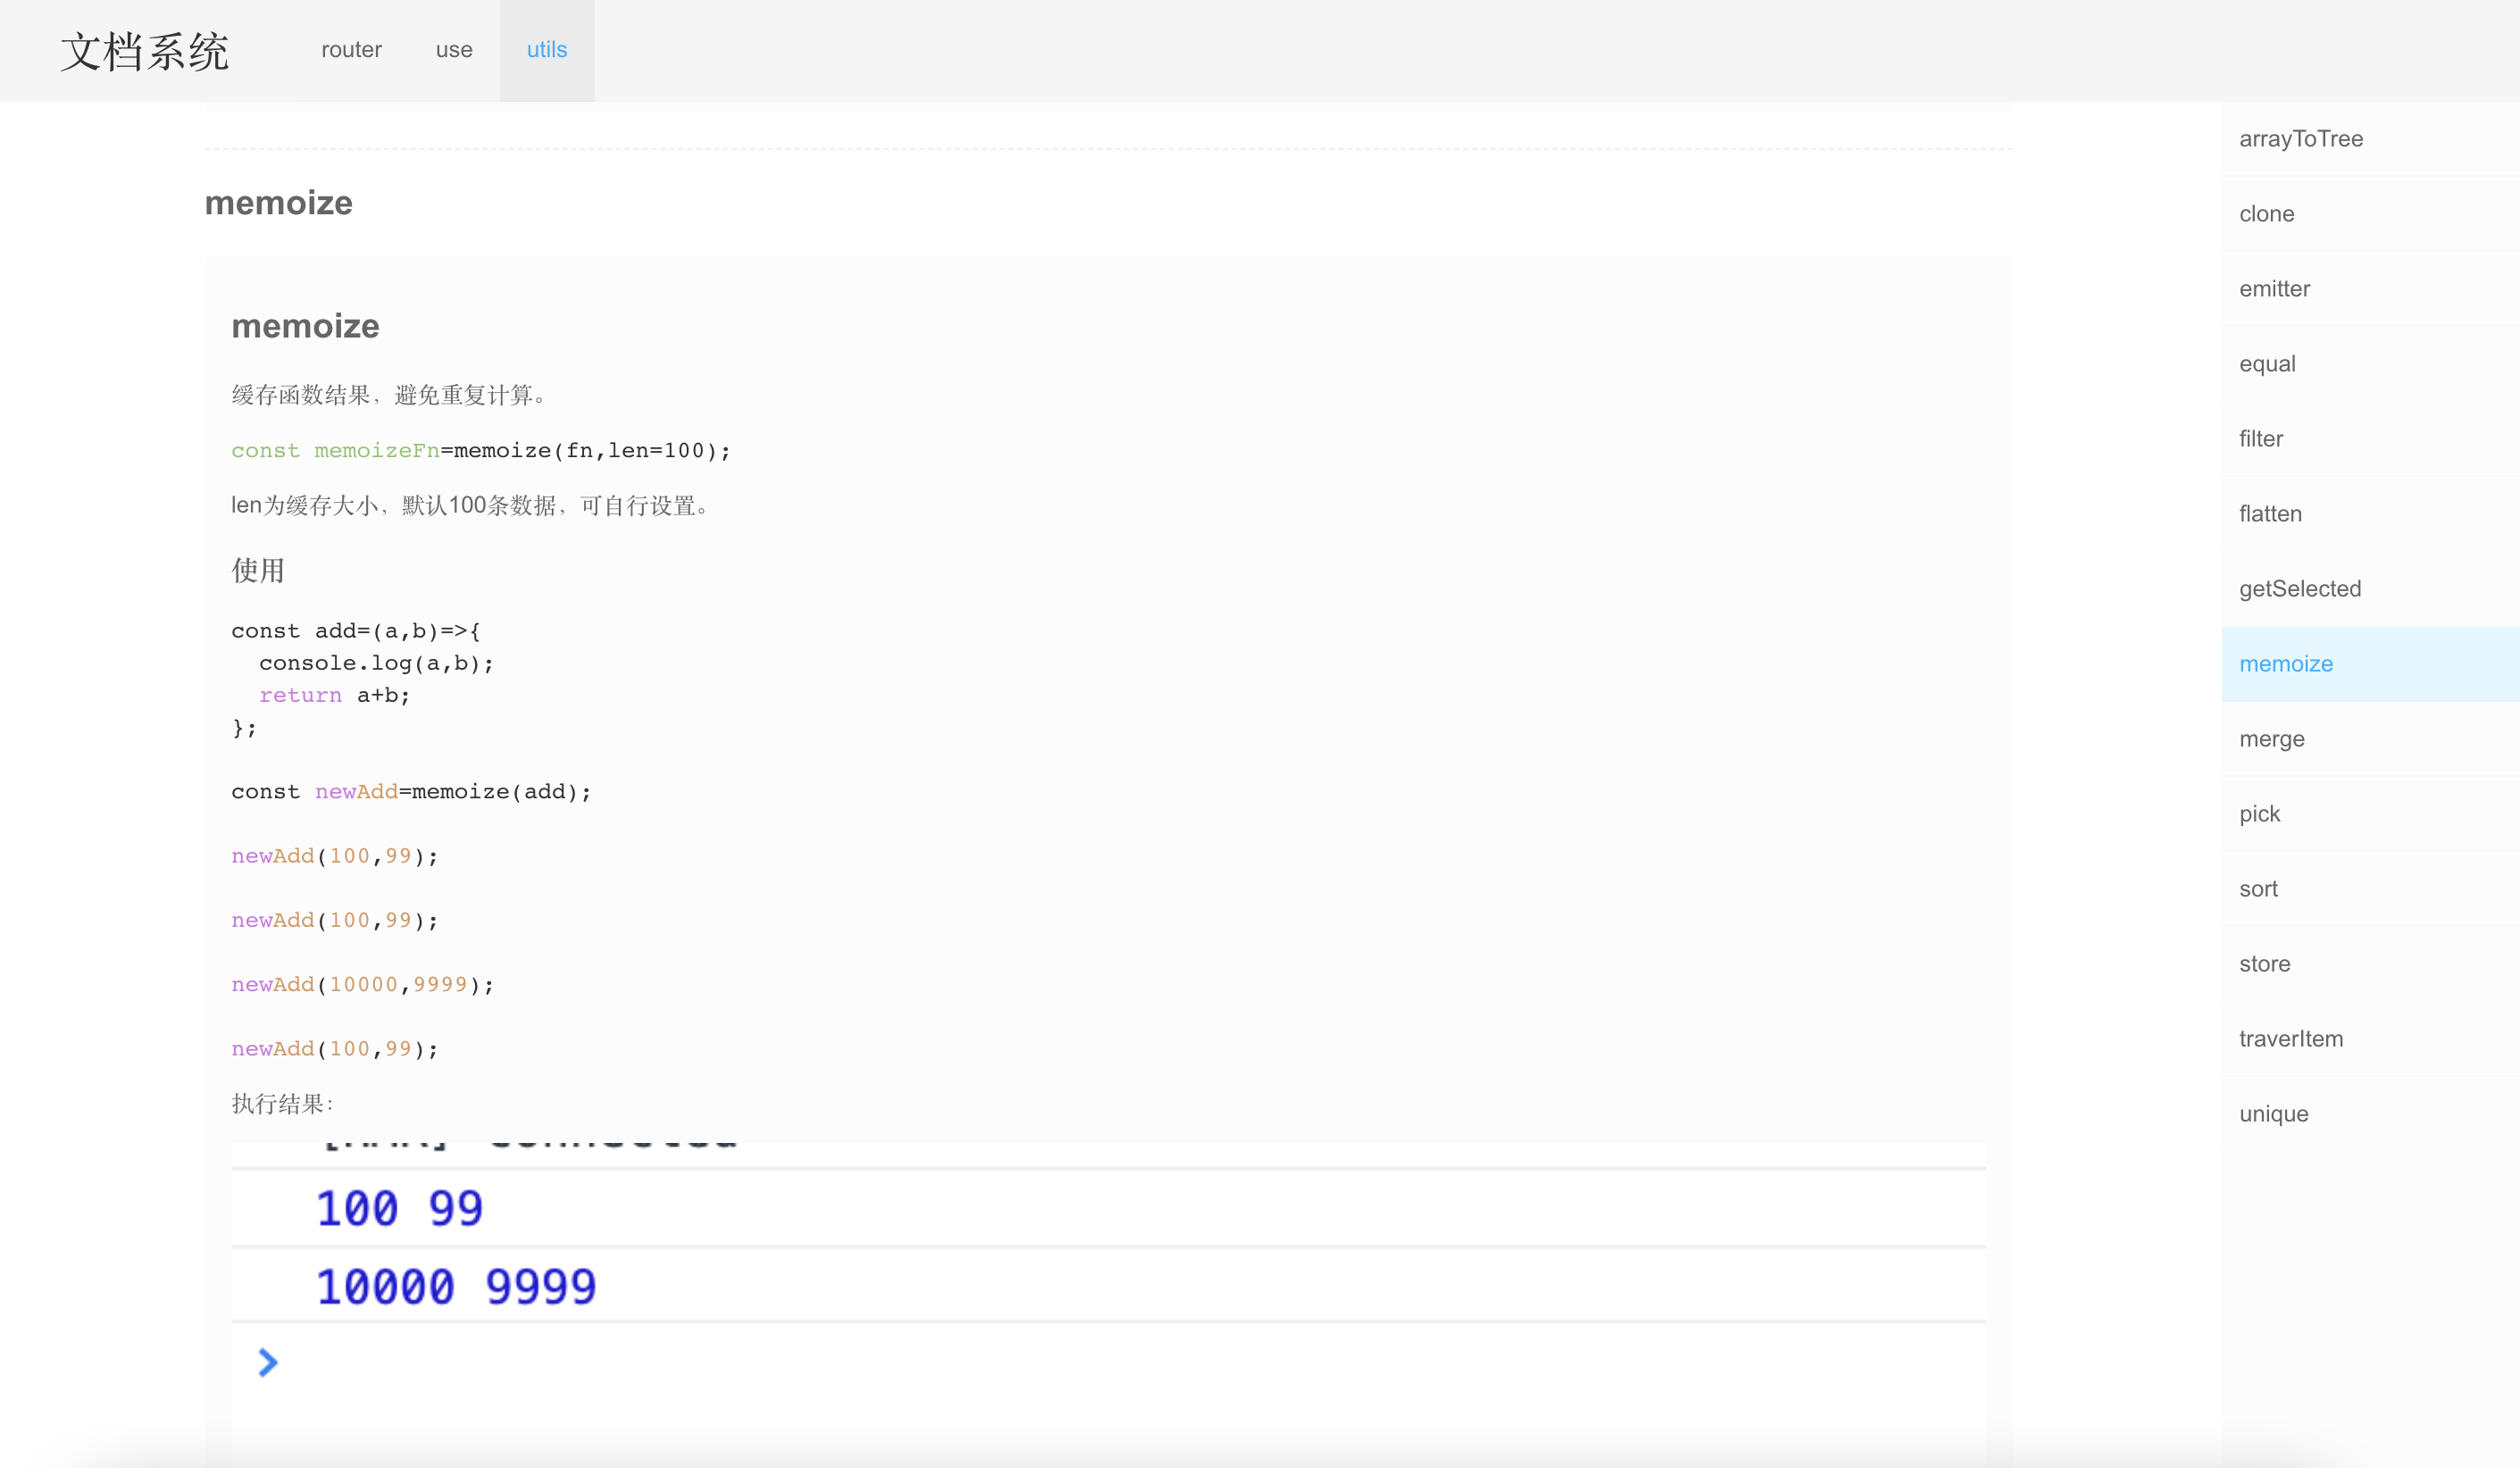 文档系统
router
use
utils
memoize
memoize
缓存函数结果，避免重复计算。
const memoizeFn=memoize(fn,len=100);
len为缓存大小，默认100条数据，可自行设置。
使用
const add=(a,b)=>{
console.log(a,b);
return a+b;
};
const newAdd=memoize(add);
newAdd(100,99);
newAdd(100,99);
newAdd(10000,9999);
newAdd(100,99);
执行结果：
100 99
10000 9999
>
arrayToTree
clone
emitter
equal
filter
flatten
getSelected
memoize
merge
pick
sort
store
traverItem
unique